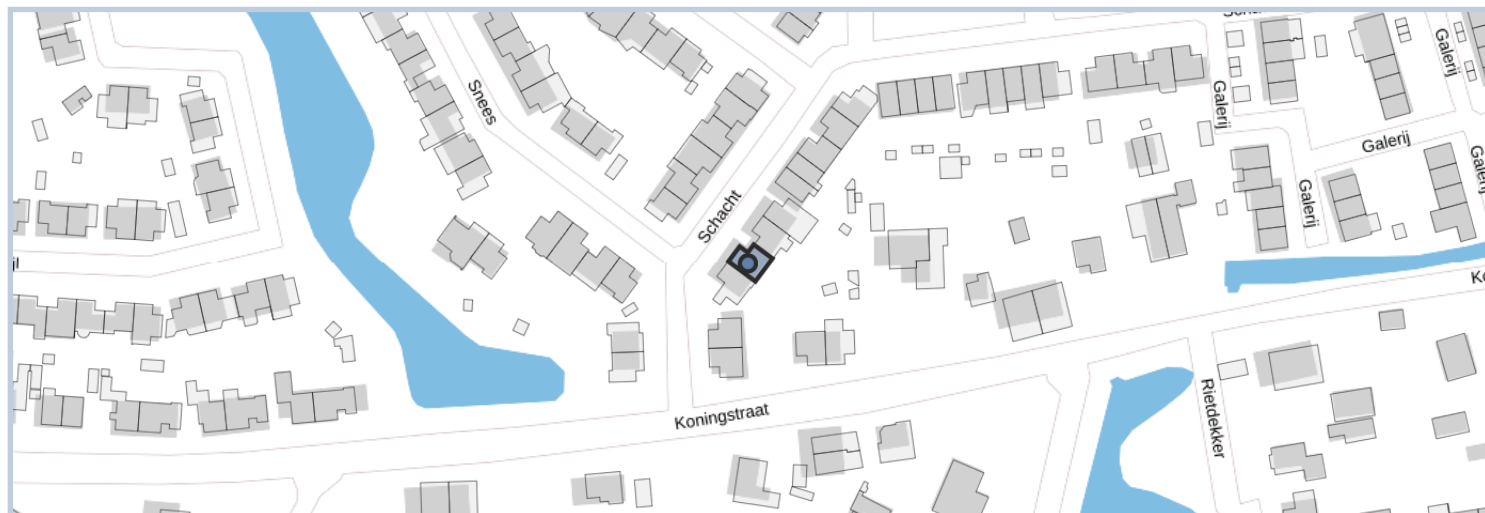 Galerij
Snees
Galerij
Galerij
Galerij
Schacht
Galerij
Koningstraat
Rietdekker